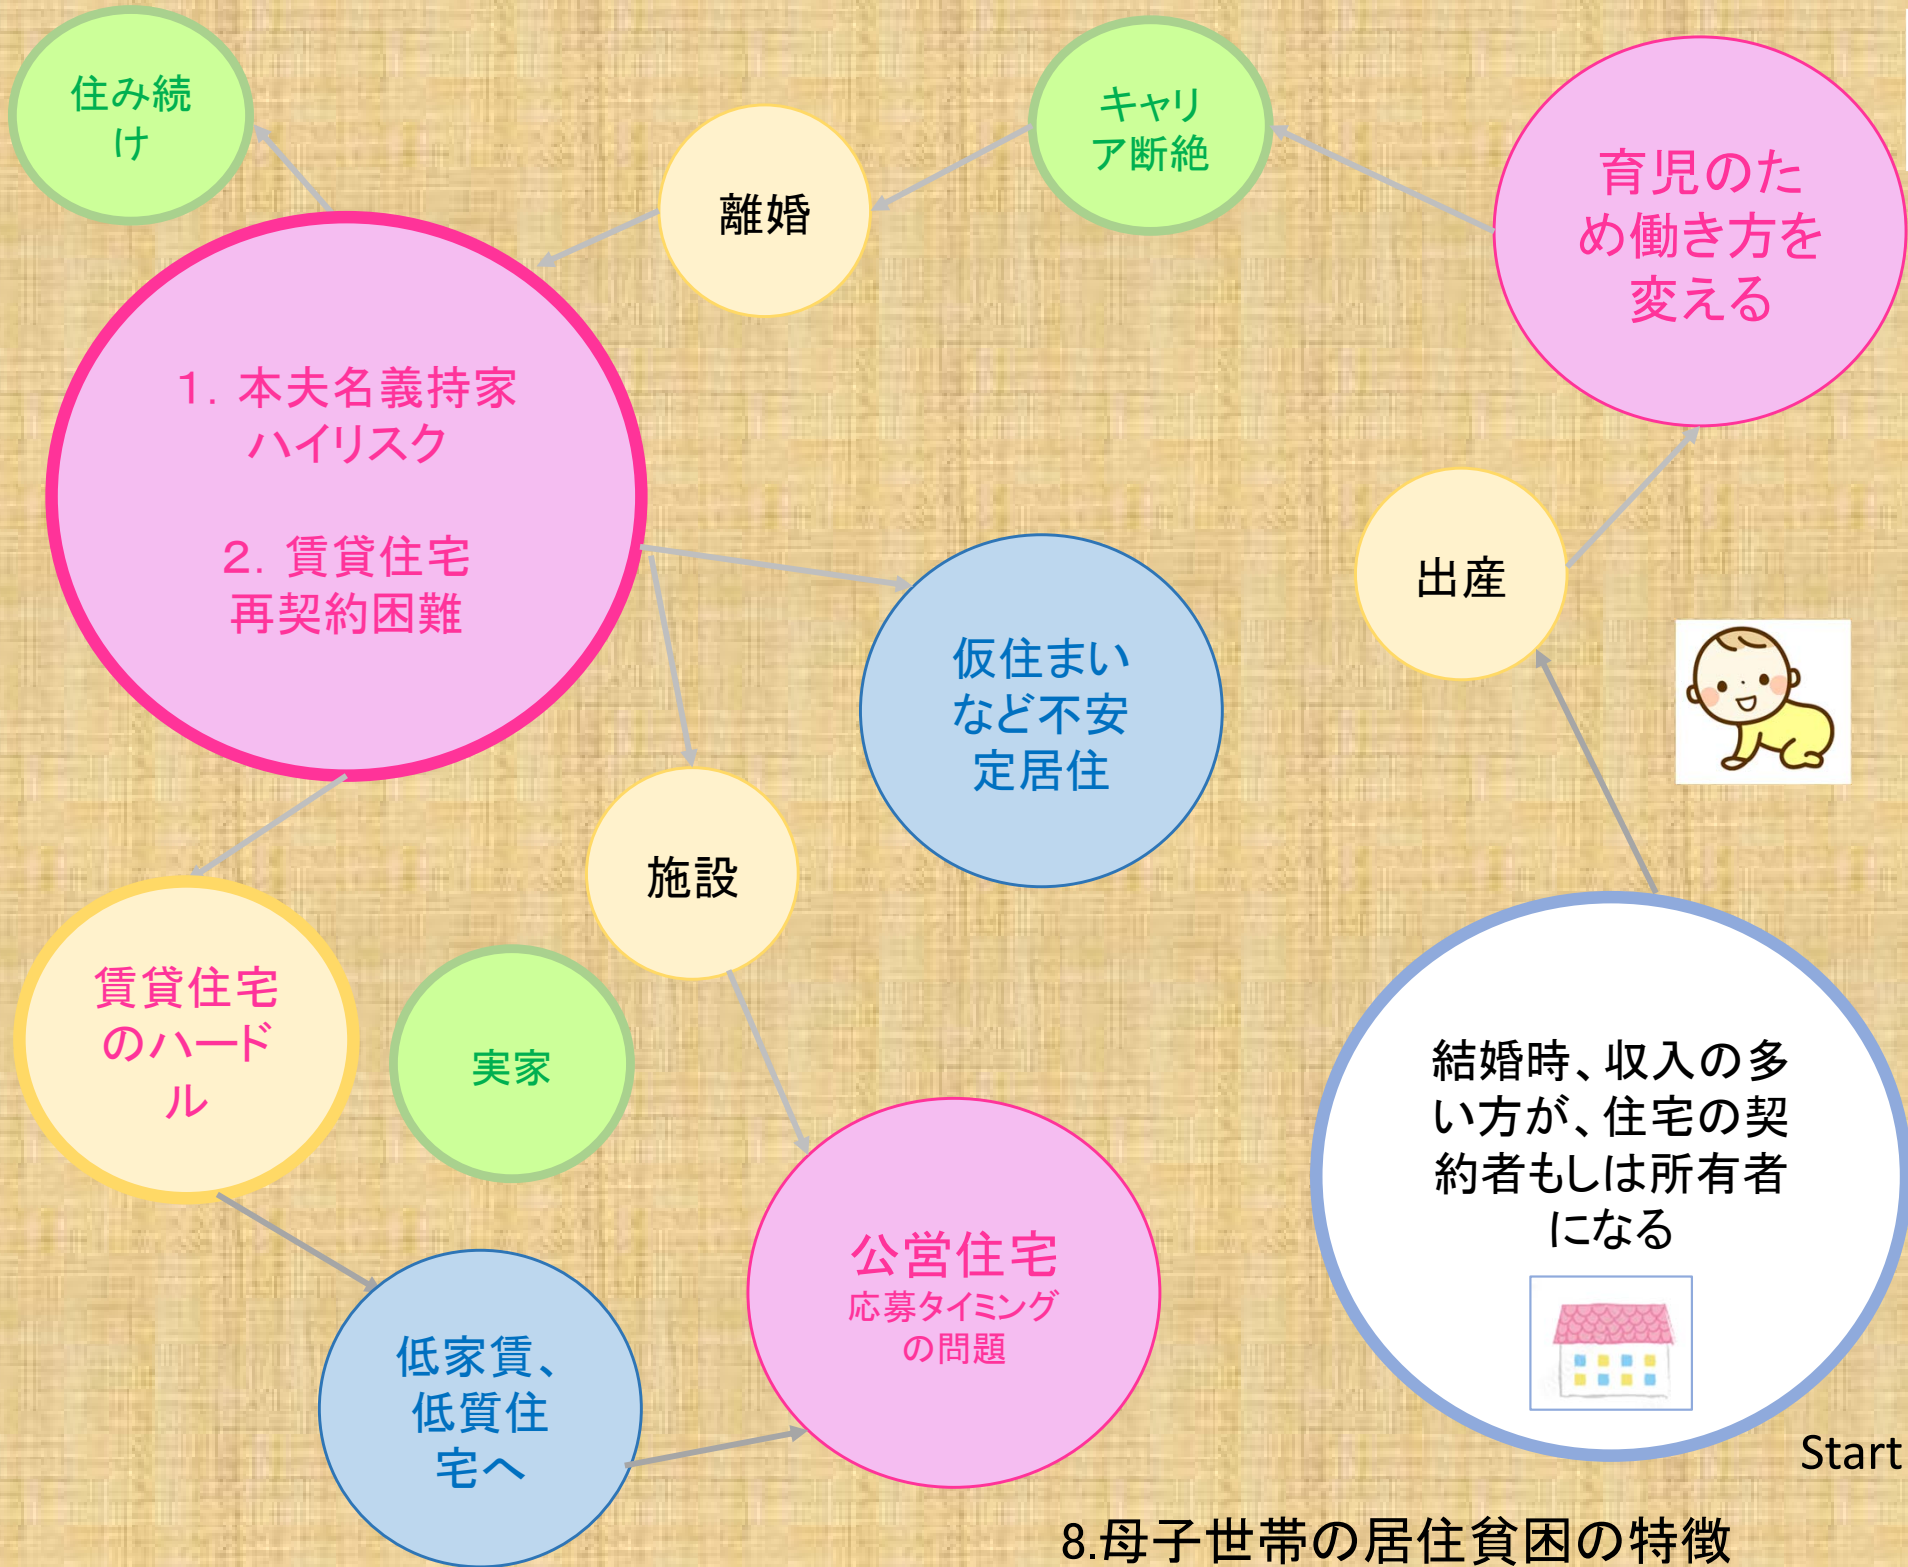 住み続
け
キャリ
ア断絶
育児のた
め働き方を
変える
離婚
1. 本夫名義持家
ハイリスク
2. 賃貸住宅
再契約困難
出産
仮住まい
など不安
定居住
施設
賃貸住宅
のハード
ル
実家
結婚時、収入の多
い方が、住宅の契
約者もしは所有者
になる
公営住宅
応募タイミング
の問題
低家賃、
低質住
宅へ
Start
8.母子世帯の居住貧困の特徴